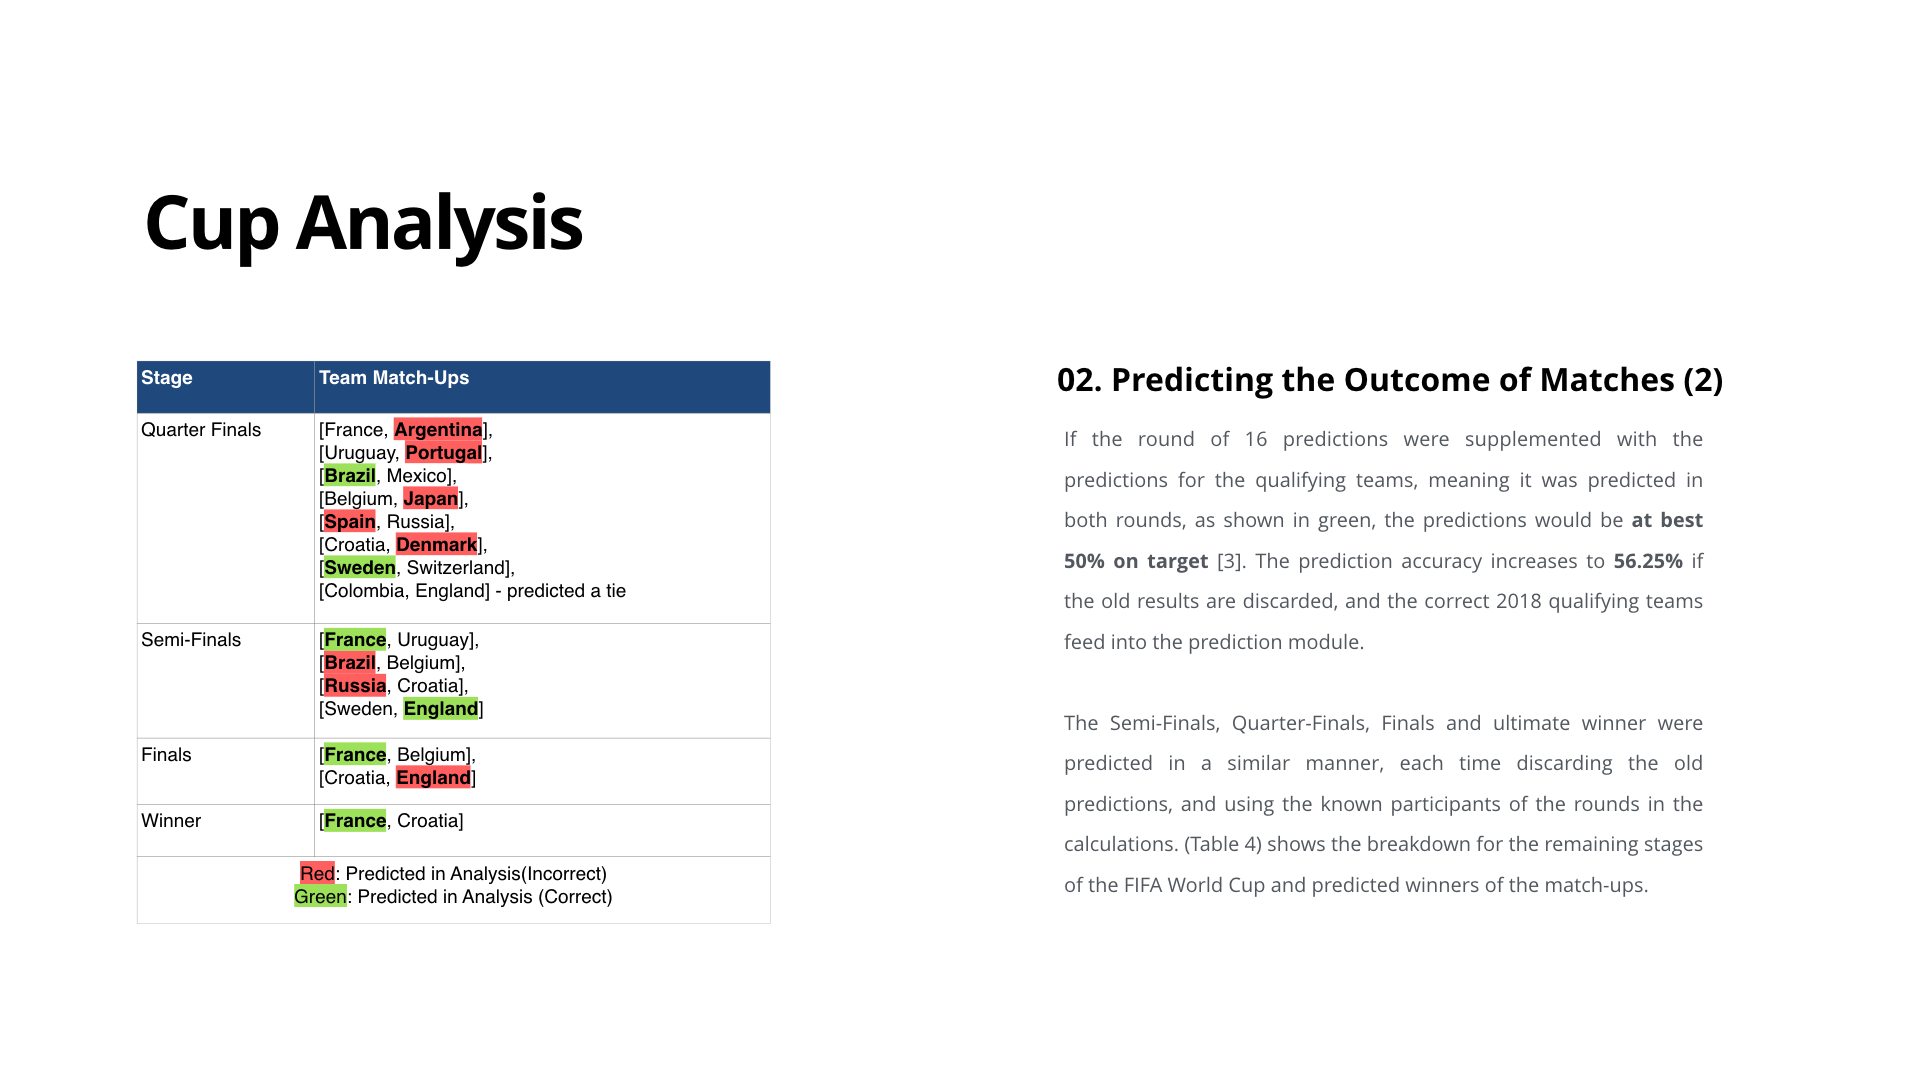 Cup Analysis
Stage Team Match-Ups
Quarter Finals [France, Argentina],
[Uruguay, Portugal],
[Brazil, Mexico],
[Belgium, Japan],
[Spain, Russia],
[Croatia, Denmark],
[Sweden, Switzerland],
[Colombia, England] - predicted a tie
Semi-Finals [France, Uruguay],
[Brazil, Belgium],
[Russia, Croatia],
[Sweden, England]
Finals [France, Belgium],
[Croatia, England]
Winner [France, Croatia]
Red: Predicted in Analysis(Incorrect)
Green: Predicted in Analysis (Correct)
02. Predicting the Outcome of Matches (2)
If the round of 16 predictions were supplemented with the
predictions for the qualifying teams, meaning it was predicted in
both rounds, as shown in green, the predictions would be at best
50% on target [3]. The prediction accuracy increases to 56.25% if
the old results are discarded, and the correct 2018 qualifying teams
feed into the prediction module.
The Semi-Finals, Quarter-Finals, Finals and ultimate winner were
predicted in a similar manner, each time discarding the old
predictions, and using the known participants of the rounds in the
calculations. (Table 4) shows the breakdown for the remaining stages
of the FIFA World Cup and predicted winners of the match-ups.